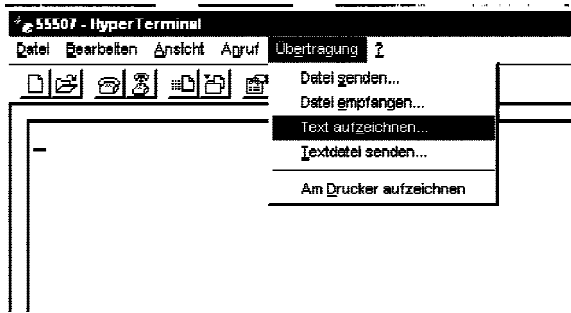 55507 - HyperTerminal
Datei Bearbeiten Ansicht Anruf Übertragung ?
Datei senden...
Datei empfangen...
Text aufzeichnen...
Textdatei senden...
Am Drucker aufzeichnen